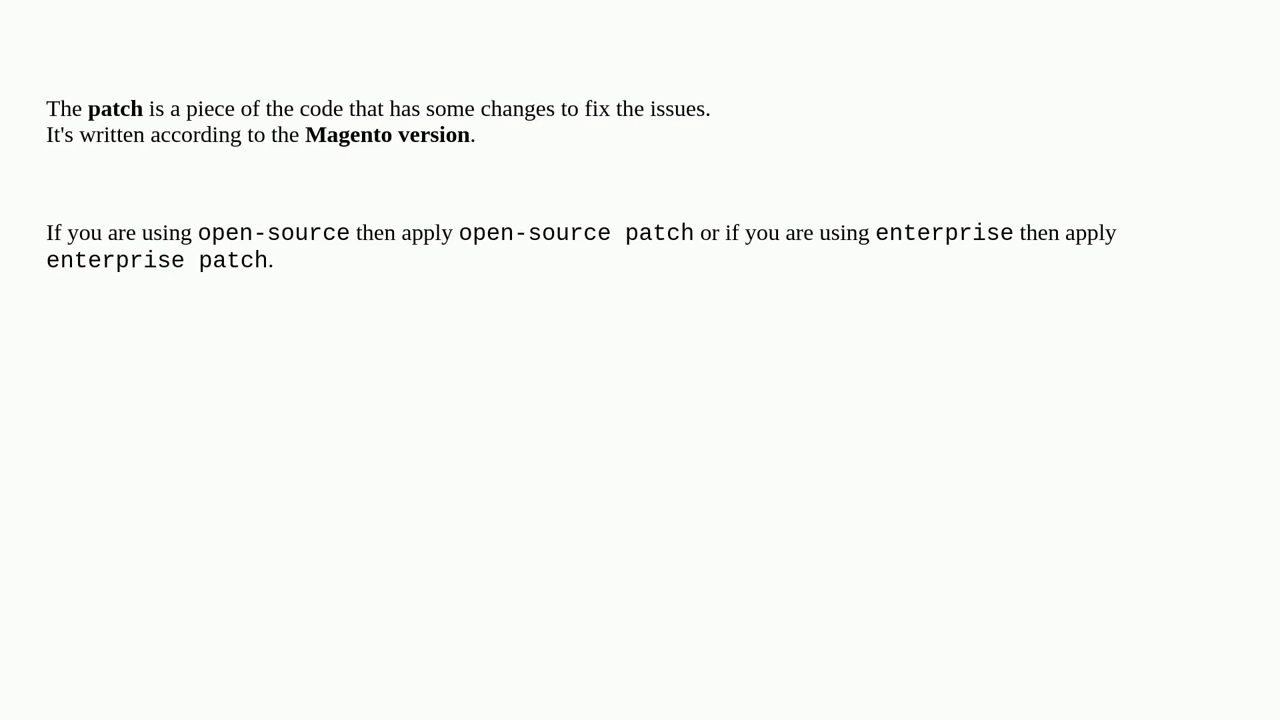 The patch is a piece of the code that has some changes to fix the issues.
It's written according to the Magento version.
If you are using open-source then apply open-source patch or if you are using enterprise then apply
enterprise patch.